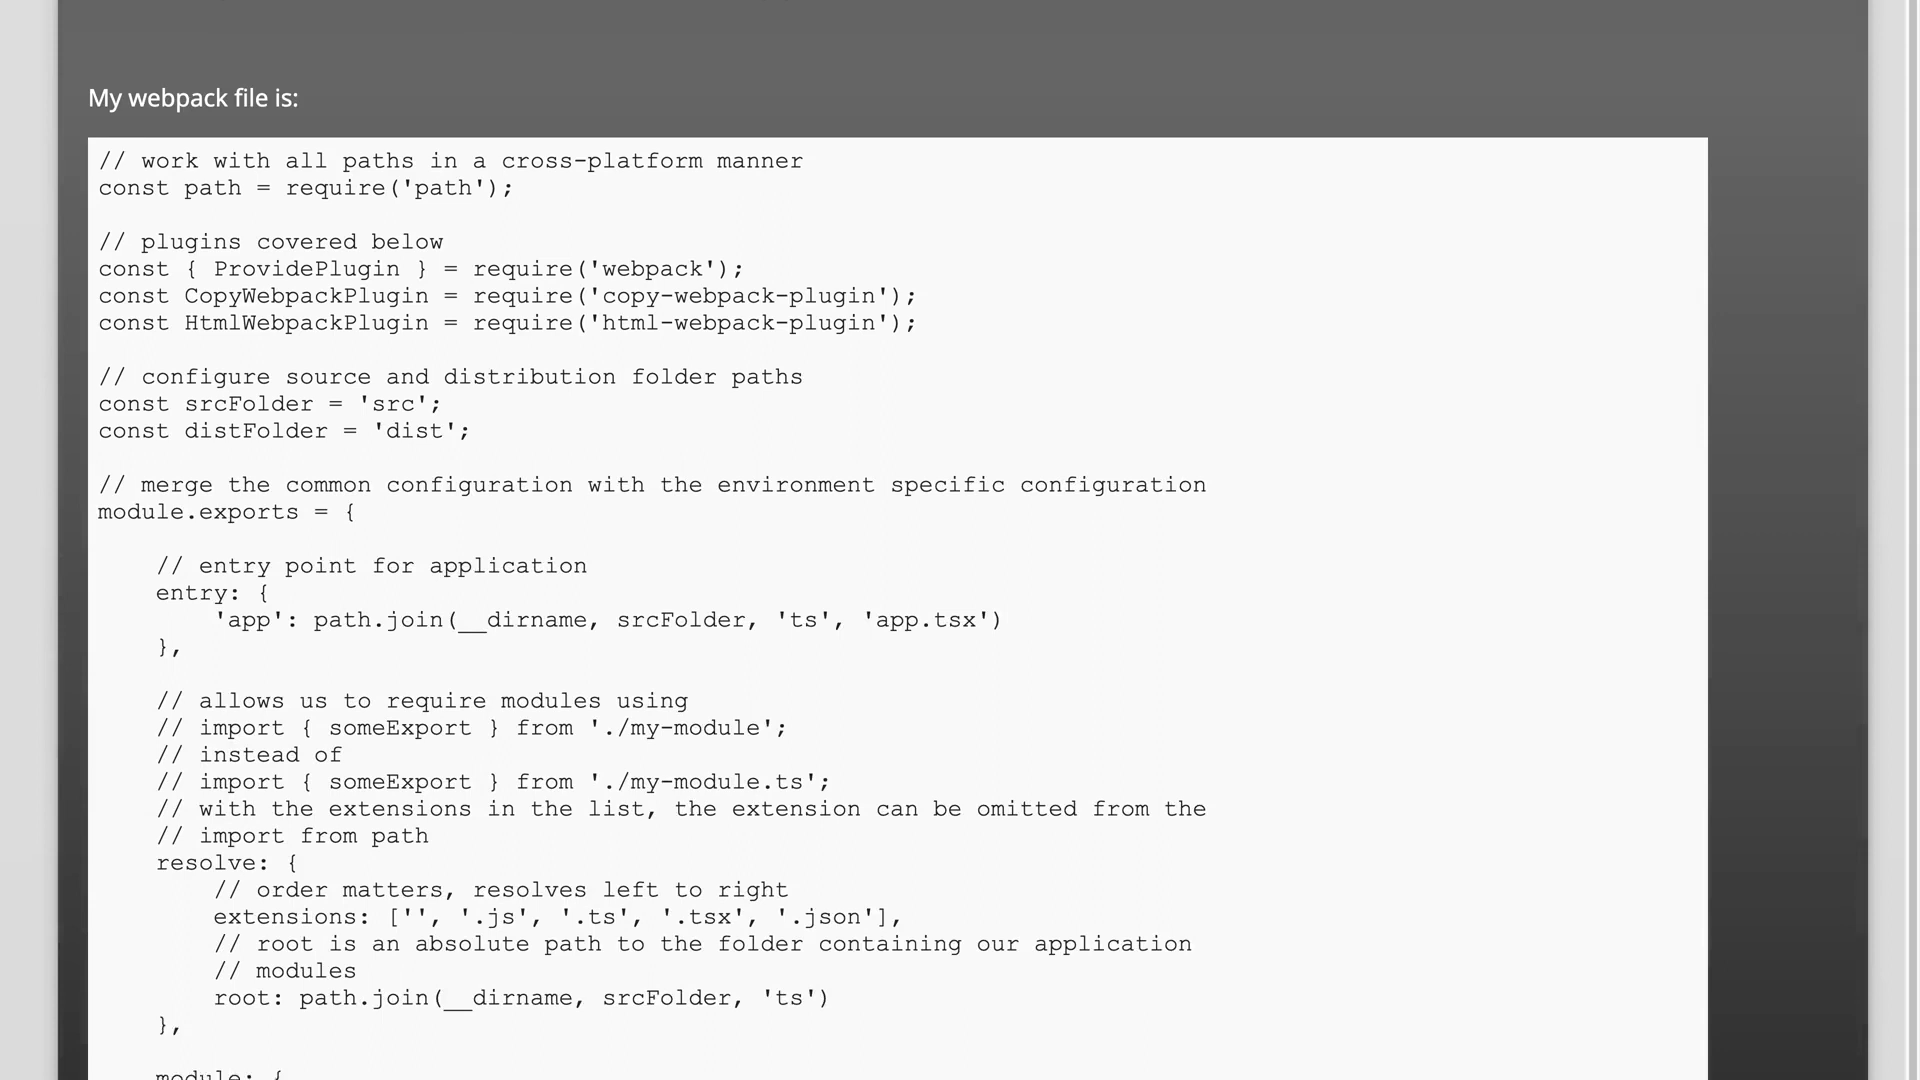 My webpack file is:
// work with all paths in a cross-platform manner
const path = require('path');
// plugins covered below
const { ProvidePlugin } = require('webpack');
const CopyWebpackPlugin = require('copy-webpack-plugin');
const HtmlWebpackPlugin = require('html-webpack-plugin');
// configure source and distribution folder paths
const srcFolder = 'src';
const distFolder = 'dist';
// merge the common configuration with the environment specific configuration
module.exports = {
// entry point for application
entry: {
'app': path.join(__dirname, srcFolder, 'ts', 'app.tsx')
},
// allows us to require modules using
// import { someExport } from './my-module';
// instead of
// import { someExport } from './my-module.ts';
// with the extensions in the list, the extension can be omitted from the
// import from path
resolve: {
// order matters, resolves left to right
extensions: ['', '.js', '.ts', '.tsx', '.json'],
// root is an absolute path to the folder containing our application
// modules
root: path.join(__dirname, srcFolder, 'ts')
},
module: {